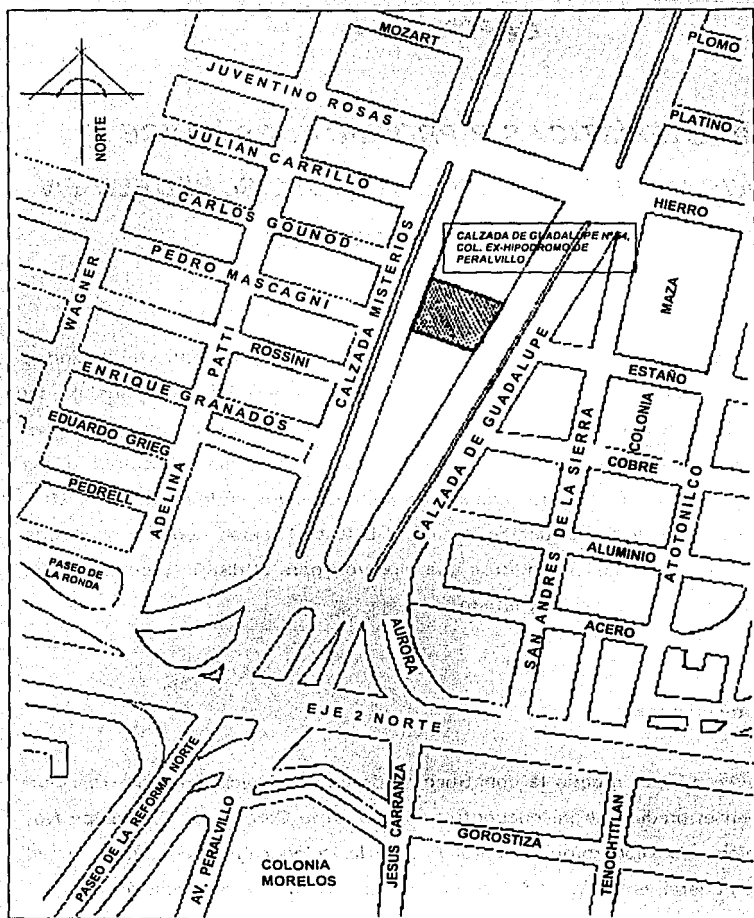 MOZART
PLOMO
JUVENTINO ROSAS
PLATINO
NORTE
JULIAN CARRILLO
HIERRO
CARLOS GOUNOD
CALZADA DE GUADALUPE Nº 64,
COL. EX-HIPODROMO DE
PERALVILLO
PEDRO MASCAGNI
CALZADA MISTERIOS
MAZA
WAGNER
ROSSINI
PATTI
ESTAÑO
ENRIQUE GRANADOS
CALZADA DE GUADALUPE
COLONIA
EDUARDO GRIEG
COBRE
PEDRELL
ADELINA
SAN ANDRES DE LA SIERRA
ATOTONILCO
PASEO DE
LA RONDA
ALUMINIO
ACERO
AURORA
EJE 2 NORTE
PASEO DE LA REFORMA NORTE
AV. PERALVILLO
JESUS CARRANZA
GOROSTIZA
TENOCHTITLAN
COLONIA
MORELOS